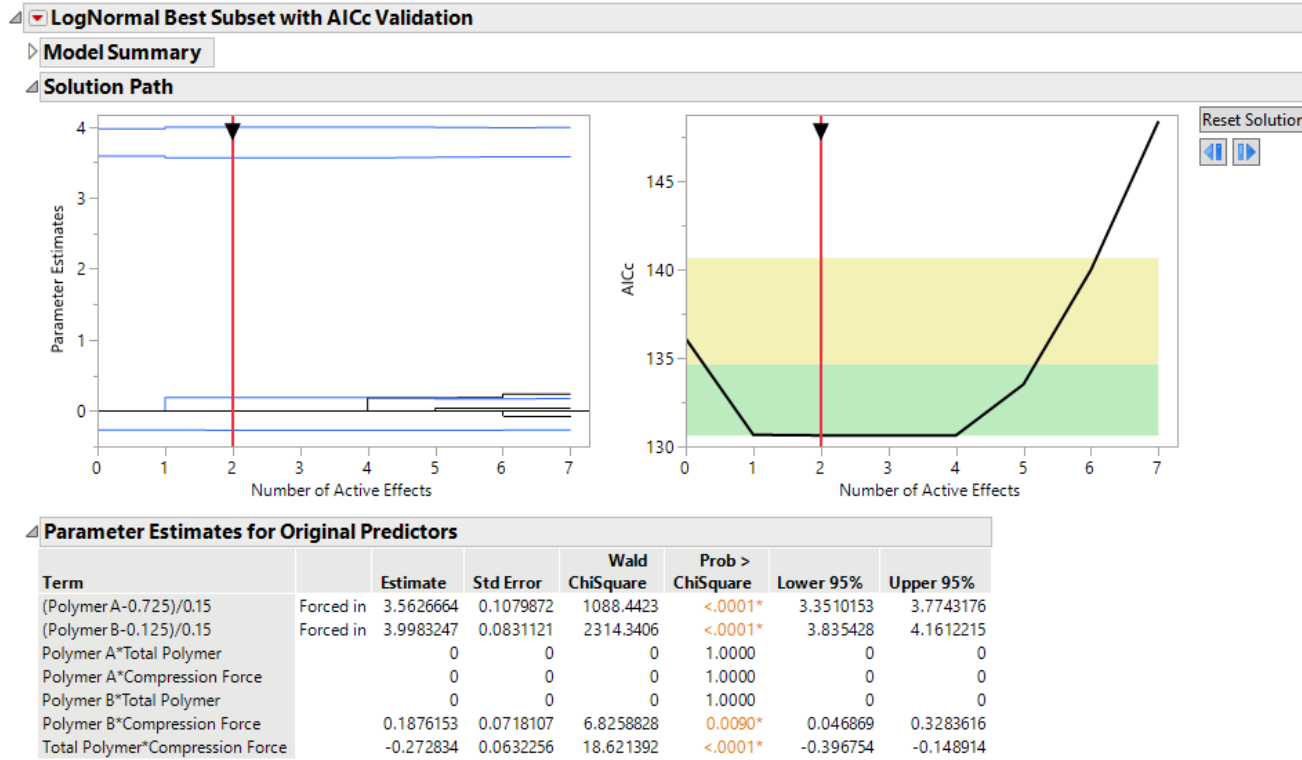 LogNormal Best Subset with AICc Validation
Model Summary
Solution Path
Reset Solution
4
3
2
1
0
Parameter Estimates
0 1 2 3 4 5 6 7
Number of Active Effects
145
140
135
130
AICc
0 1 2 3 4 5 6 7
Number of Active Effects
Parameter Estimates for Original Predictors
Term Estimate Std Error Wald ChiSquare Prob > ChiSquare Lower 95% Upper 95%
(Polymer A-0.725)/0.15 Forced in 3.5626664 0.1079872 1088.4423 <.0001* 3.3510153 3.7743176
(Polymer B-0.125)/0.15 Forced in 3.9983247 0.0831121 2314.3406 <.0001* 3.835428 4.1612215
Polymer A*Total Polymer 0 0 0 1.0000 0 0
Polymer A*Compression Force 0 0 0 1.0000 0 0
Polymer B*Total Polymer 0 0 0 1.0000 0 0
Polymer B*Compression Force 0.1876153 0.0718107 6.8258828 0.0090* 0.046869 0.3283616
Total Polymer*Compression Force -0.272834 0.0632256 18.621392 <.0001* -0.396754 -0.148914